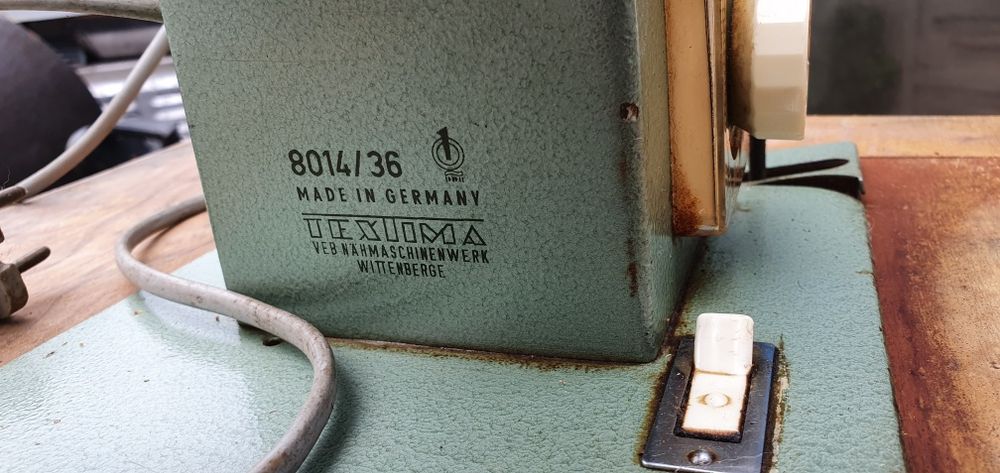 8014/36
MADE IN GERMANY
TEXTIMA
VEB NÄHMASCHINENWERK
WITTENBERGE